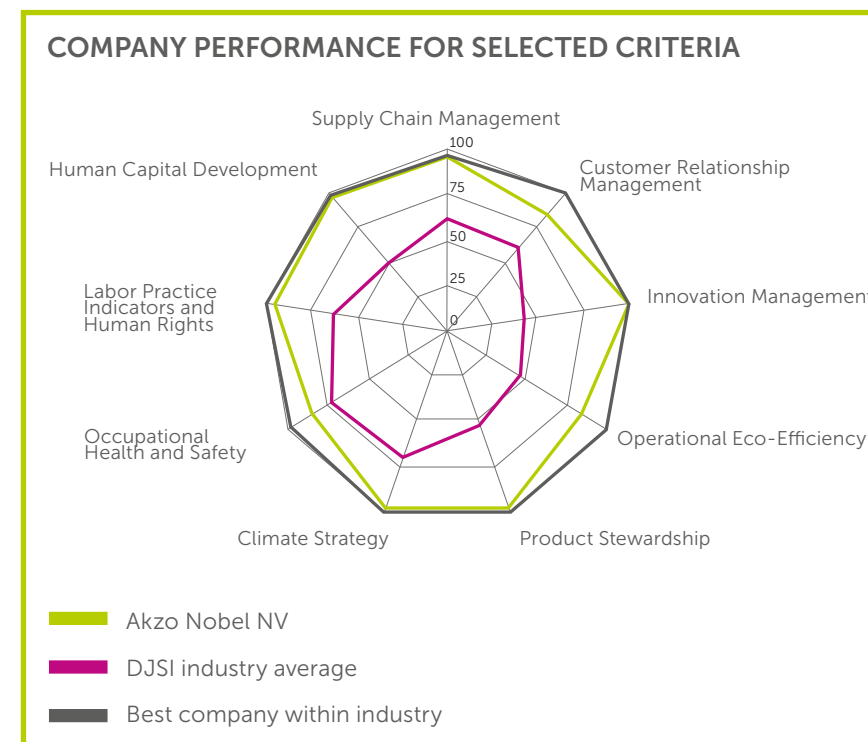 COMPANY PERFORMANCE FOR SELECTED CRITERIA
Supply Chain Management
100
Human Capital Development
Customer Relationship
Management
75
50
Labor Practice
Indicators and
Human Rights
25
Innovation Management
0
Occupational
Health and Safety
Operational Eco-Efficiency
Climate Strategy
Product Stewardship
Akzo Nobel NV
DJSI industry average
Best company within industry